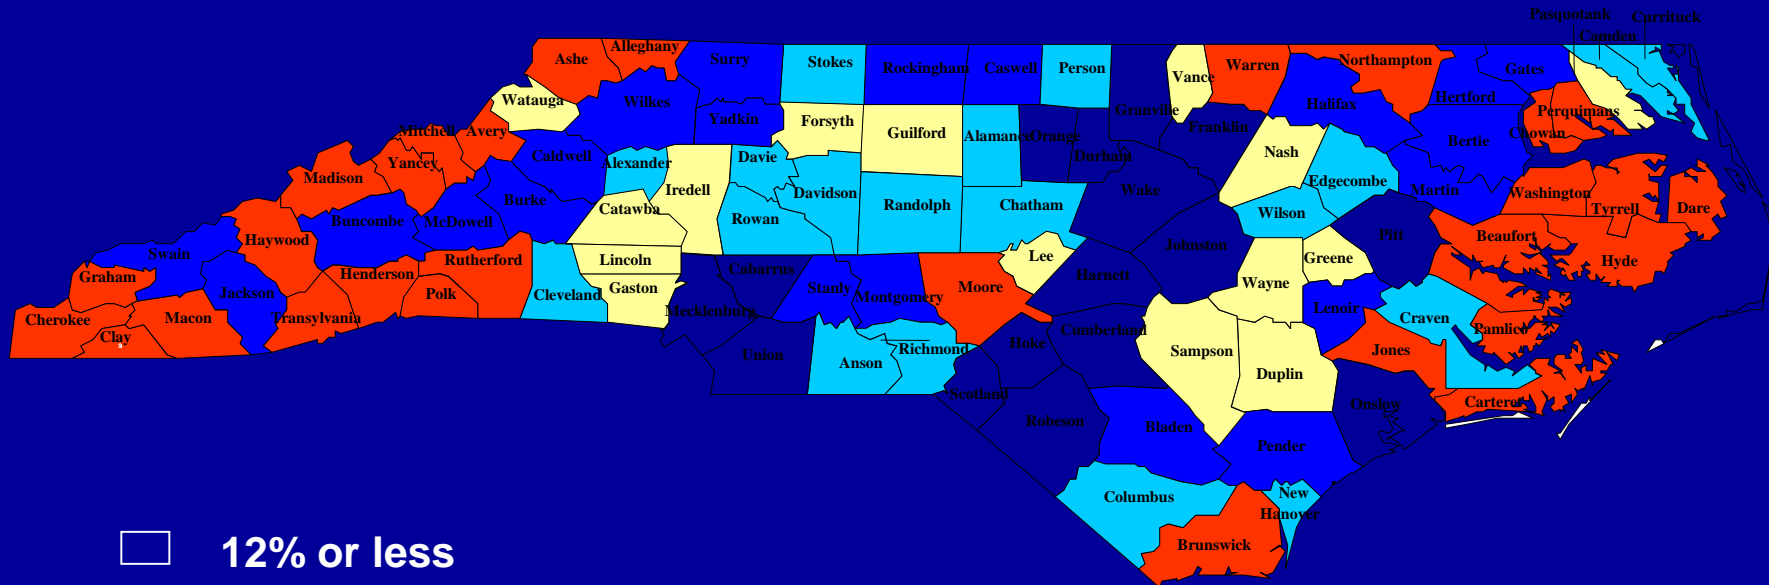 Pasquotank
Currituck
Camden
Ashe
Alleghany
Surry
Stokes
Rockingham
Caswell
Person
Vance
Warren
Northampton
Gates
Watauga
Wilkes
Yadkin
Forsyth
Guilford
Alamance
Orange
Granville
Franklin
Halifax
Hertford
Perquimans
Chowan
Mitchell
Avery
Caldwell
Alexander
Davie
Durham
Nash
Bertie
Madison
Yancey
Iredell
Davidson
Wake
Edgecombe
Martin
Washington
Tyrrell
Dare
Buncombe
McDowell
Burke
Catawba
Rowan
Randolph
Chatham
Wilson
Pitt
Beaufort
Hyde
Haywood
Swain
Rutherford
Lincoln
Lee
Johnston
Greene
Graham
Henderson
Polk
Cleveland
Gaston
Cabarrus
Stanly
Montgomery
Moore
Harnett
Wayne
Lenoir
Craven
Pamlico
Jackson
Cherokee
Macon
Transylvania
Clay
a
Mecklenburg
Union
Anson
Richmond
Hoke
Cumberland
Sampson
Duplin
Jones
Carteret
Scotland
Robeson
Bladen
Onslow
Pender
Columbus
New
Hanover
Brunswick
12% or less